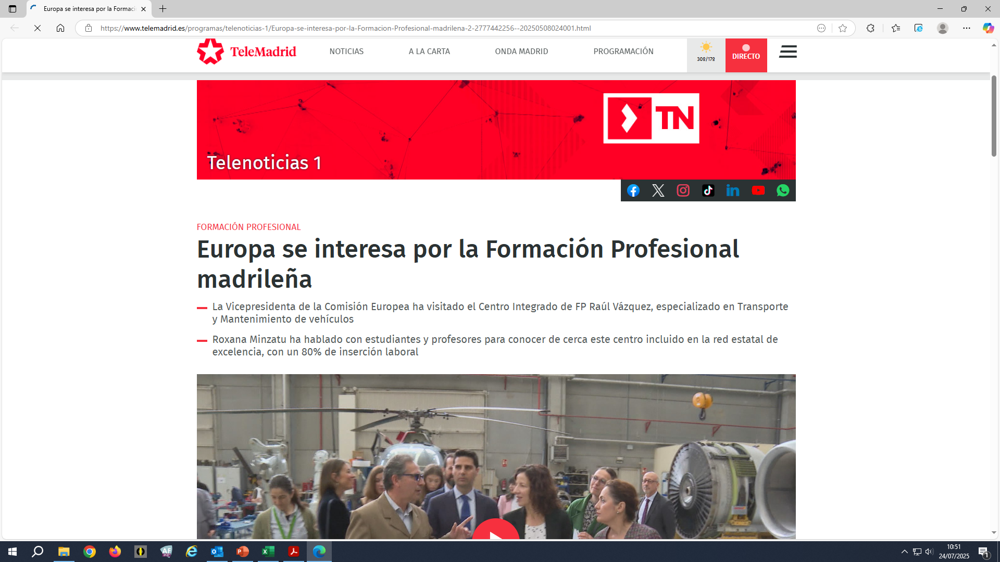 Europa se interesa por la Formaci
https://www.telemadrid.es/programas/telenoticias-1/Europa-se-interesa-por-la-Formacion-Profesional-madrilena-2-2777442256--20250508024001.html
TeleMadrid
NOTICIAS
A LA CARTA
ONDA MADRID
PROGRAMACIÓN
30º/17º
DIRECTO
TN
Telenoticias 1
FORMACIÓN PROFESIONAL
Europa se interesa por la Formación Profesional
madrileña
La Vicepresidenta de la Comisión Europea ha visitado el Centro Integrado de FP Raúl Vázquez, especializado en Transporte
y Mantenimiento de vehículos
Roxana Minzatu ha hablado con estudiantes y profesores para conocer de cerca este centro incluido en la red estatal de
excelencia, con un 80% de inserción laboral
10:51
24/07/2025
1